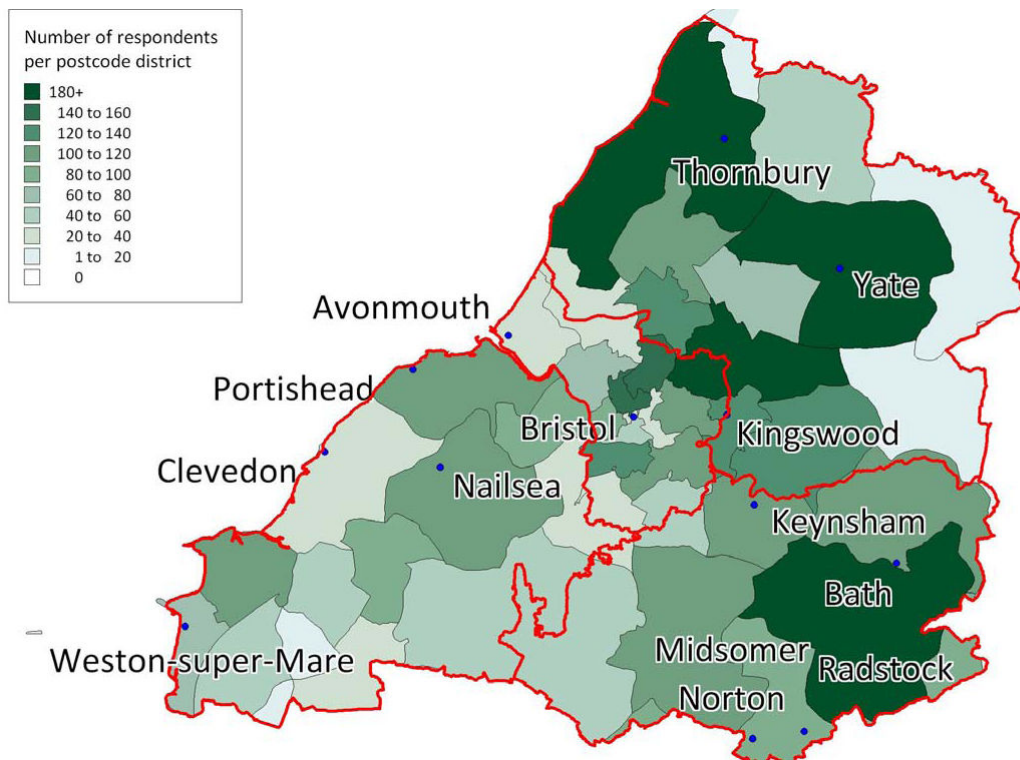 Number of respondents
per postcode district
180+
140 to 160
120 to 140
100 to 120
80 to 100
60 to 80
40 to 60
20 to 40
1 to 20
0
Thornbury
Yate
Avonmouth
Portishead
Bristol
Kingswood
Clevedon
Nailsea
Keynsham
Bath
Weston-super-Mare
Midsomer
Norton
Radstock